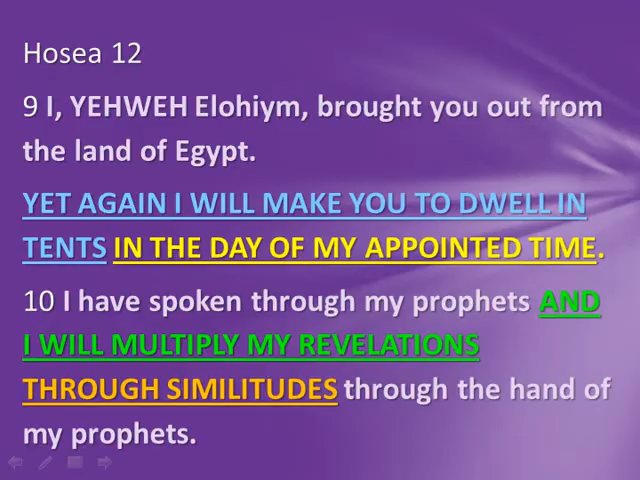 Hosea 12
9 I, YEHWEH Elohiym, brought you out from
the land of Egypt.
YET AGAIN I WILL MAKE YOU TO DWELL IN
TENTS IN THE DAY OF MY APPOINTED TIME.
10 I have spoken through my prophets AND
I WILL MULTIPLY MY REVELATIONS
THROUGH SIMILITUDES through the hand of
my prophets.